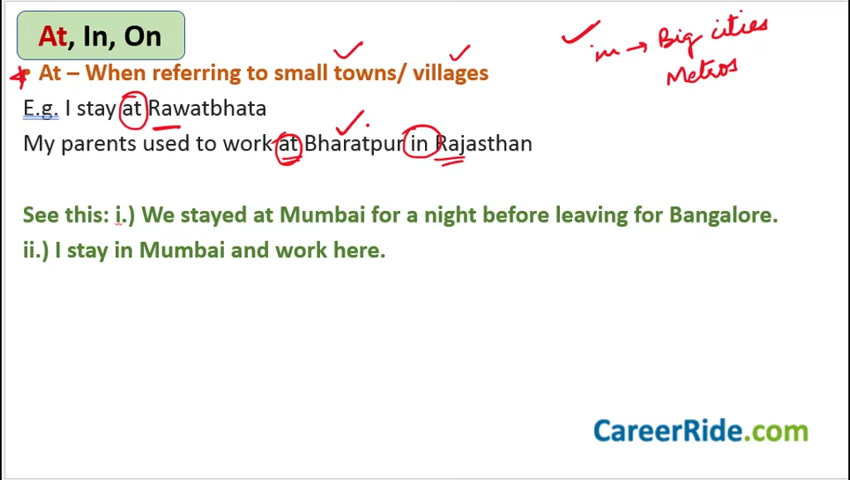 At, In, On
in → Big cities
Metros
At – When referring to small towns/ villages
E.g. I stay at Rawatbhata
My parents used to work at Bharatpur in Rajasthan
See this: i.) We stayed at Mumbai for a night before leaving for Bangalore.
ii.) I stay in Mumbai and work here.
CareerRide.com